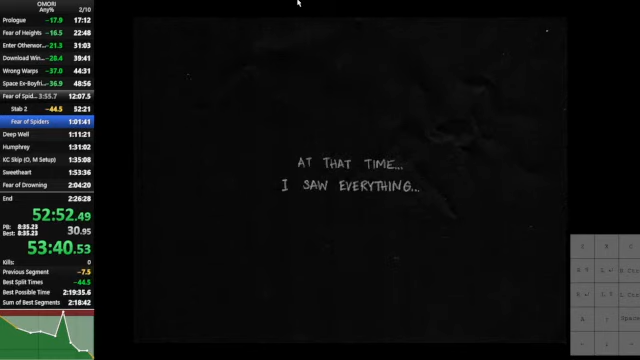 OMORI
Any% 2/10
Prologue -17.9 17:12
Fear of Heights -16.5 22:48
Enter Otherwor... -21.3 31:03
Download Win... -28.4 39:41
Wrong Warps -37.0 44:31
Space Ex-Boyfri... -36.9 48:56
Fear of Spid... 3:55.7 12:07.5
Stab 2 -44.5 52:21
Fear of Spiders 1:01:41
Deep Well 1:11:21
Humphrey 1:31:02
KC Skip (O, M Setup) 1:35:08
Sweetheart 1:53:36
Fear of Drowning 2:04:20
End 2:26:28
52:52.49
PB: 8:35.23
Best: 8:35.23 30.95
53:40.53
Kills: 0
Previous Segment -7.5
Best Split Times -44.5
Best Possible Time 2:19:35.6
Sum of Best Segments 2:18:42
AT THAT TIME...
I SAW EVERYTHING...
Space